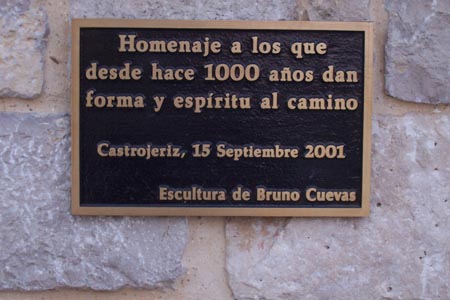 Homenaje a los que
desde hace 1000 años dan
forma y espíritu al camino
Castrojeriz, 15 Septiembre 2001
Escultura de Bruno Cuevas